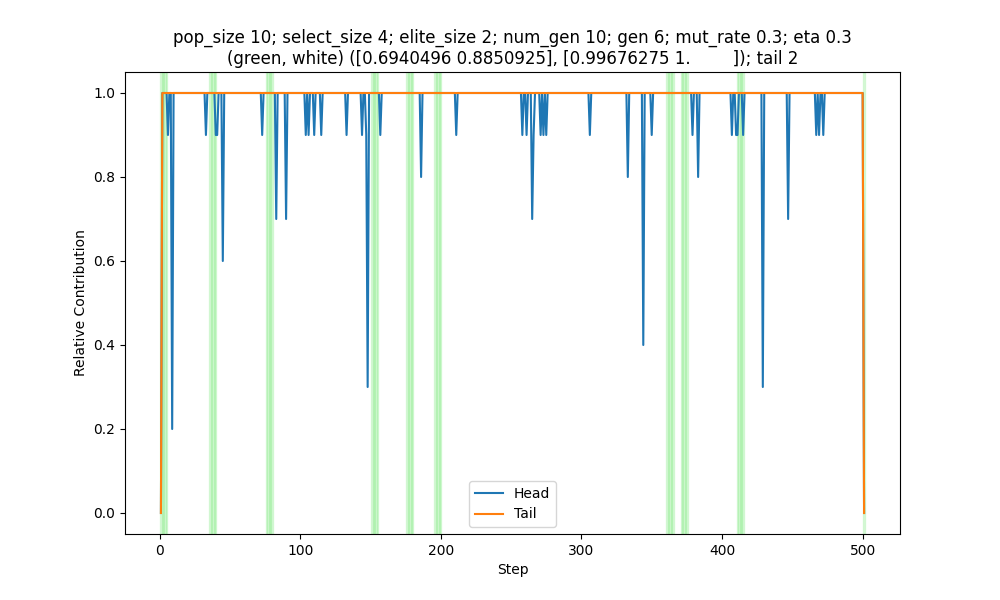 pop_size 10; select_size 4; elite_size 2; num_gen 10; gen 6; mut_rate 0.3; eta 0.3
(green, white) ([0.6940496 0.8850925], [0.99676275 1.        ]); tail 2
Relative Contribution
1.0
0.8
0.6
0.4
0.2
0.0
Head
Tail
0
100
200
300
400
500
Step